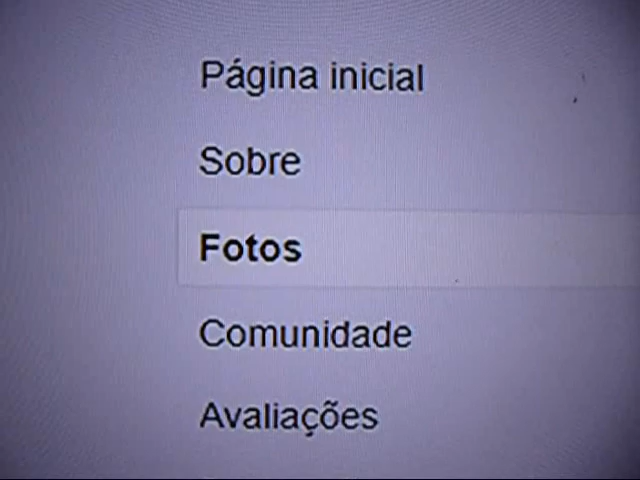 Página inicial
Sobre
Fotos
Comunidade
Avaliações